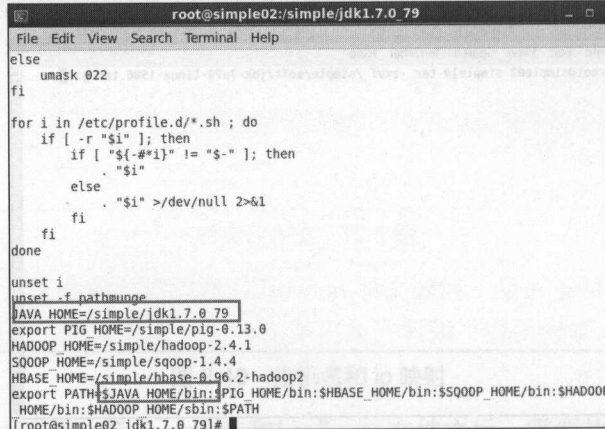 root@simple02:/simple/jdk1.7.0_79
File Edit View Search Terminal Help
else
    umask 022
fi

for i in /etc/profile.d/*.sh ; do
    if [ -r "$i" ]; then
        if [ "${-#*i}" != "$-" ]; then
            . "$i"
        else
            . "$i" >/dev/null 2>&1
        fi
    fi
done

unset i
unset -f pathmunge
JAVA_HOME=/simple/jdk1.7.0_79
export PIG_HOME=/simple/pig-0.13.0
HADOOP_HOME=/simple/hadoop-2.4.1
SQOOP_HOME=/simple/sqoop-1.4.4
HBASE_HOME=/simple/hbase-0.96.2-hadoop2
export PATH=$JAVA_HOME/bin:$PIG_HOME/bin:$HBASE_HOME/bin:$SQOOP_HOME/bin:$HADOOP
_HOME/bin:$HADOOP_HOME/sbin:$PATH
[root@simple02 jdk1.7.0_79]#